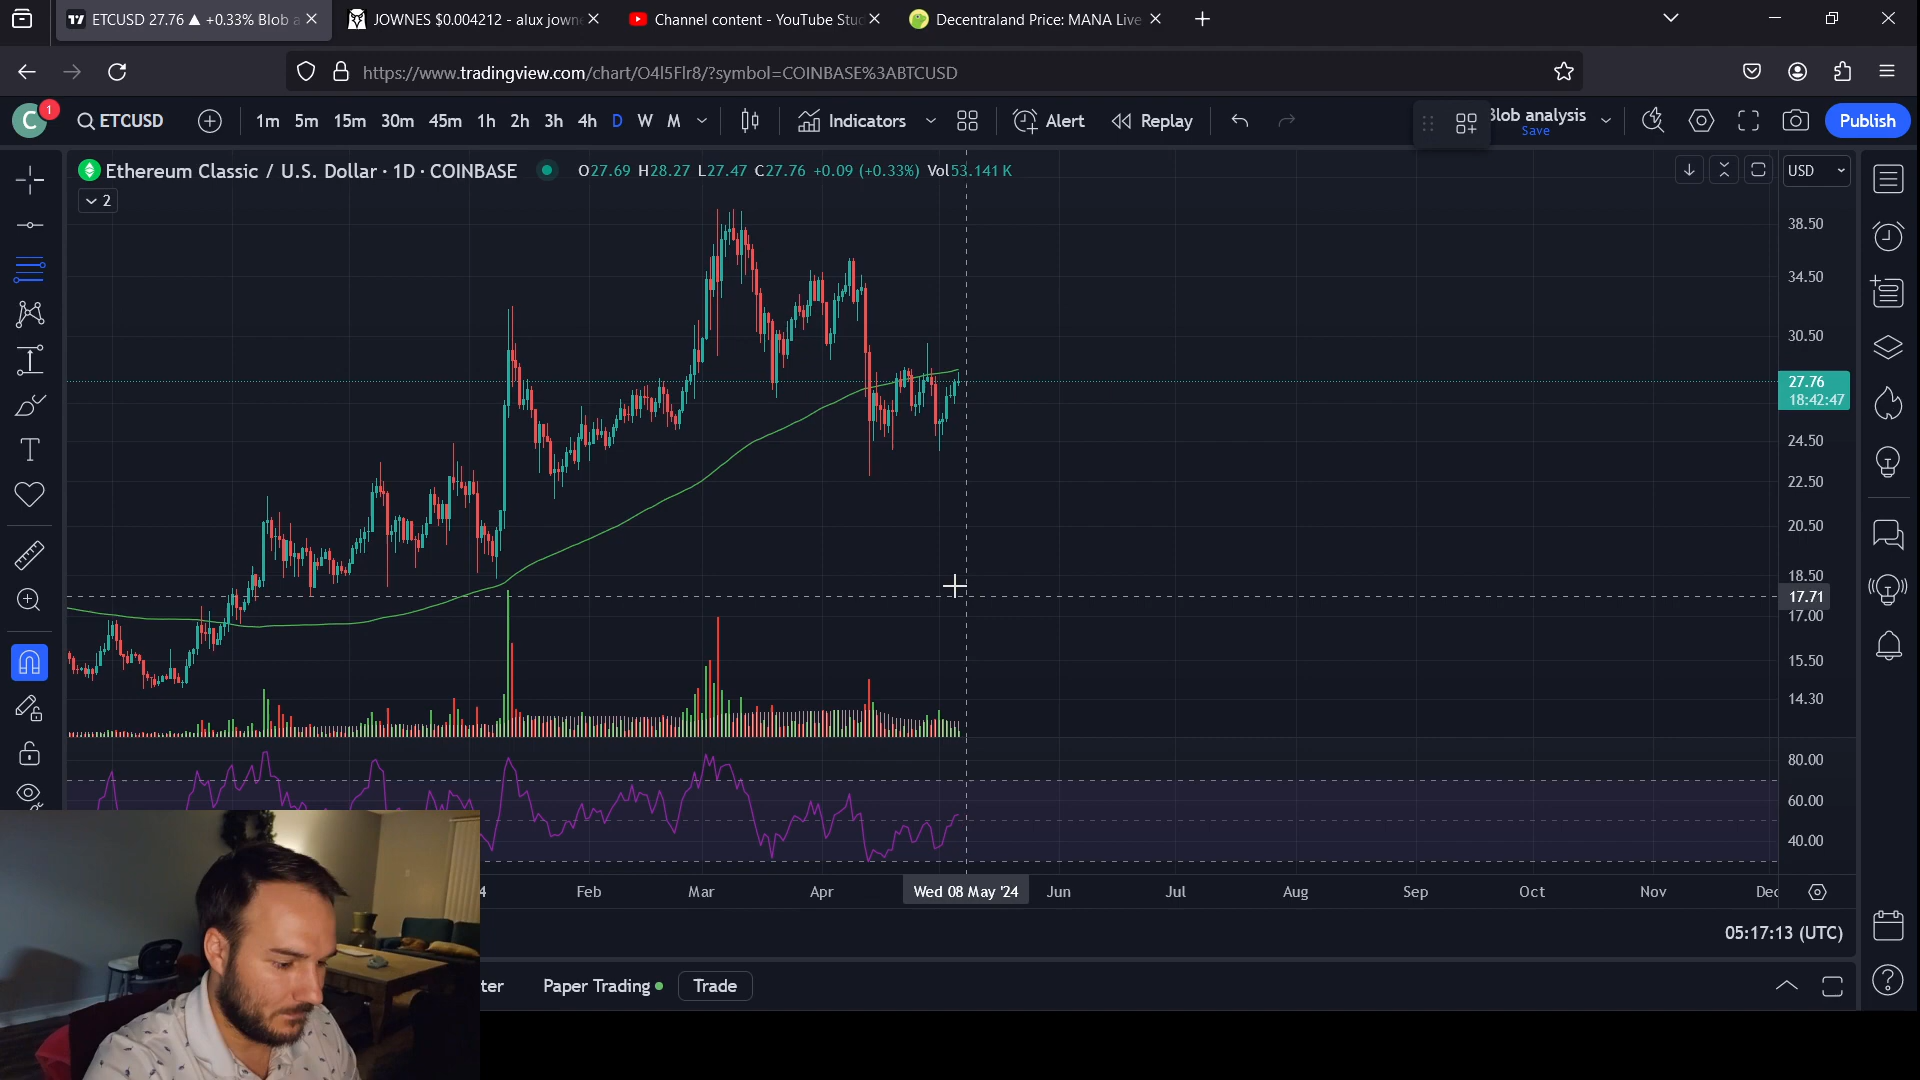 ETCUSD 27.76 ▲ +0.33% Blob a
JOWNES $0.004212 - alux jown
Channel content - YouTube Stud
Decentraland Price: MANA Live
https://www.tradingview.com/chart/O4l5Flr8/?symbol=COINBASE%3ABTCUSD
C 1 ETCUSD 1m 5m 15m 30m 45m 1h 2h 3h 4h D W M Indicators Alert Replay Blob analysis Publish
Save
Ethereum Classic / U.S. Dollar · 1D · COINBASE O27.69 H28.27 L27.47 C27.76 +0.09 (+0.33%) Vol53.141 K USD
2
38.50
34.50
30.50
27.76
18:42:47
24.50
22.50
20.50
18.50
17.71
17.00
15.50
14.30
80.00
60.00
40.00
4 Feb Mar Apr Wed 08 May '24 Jun Jul Aug Sep Oct Nov Dec
05:17:13 (UTC)
ter Paper Trading Trade